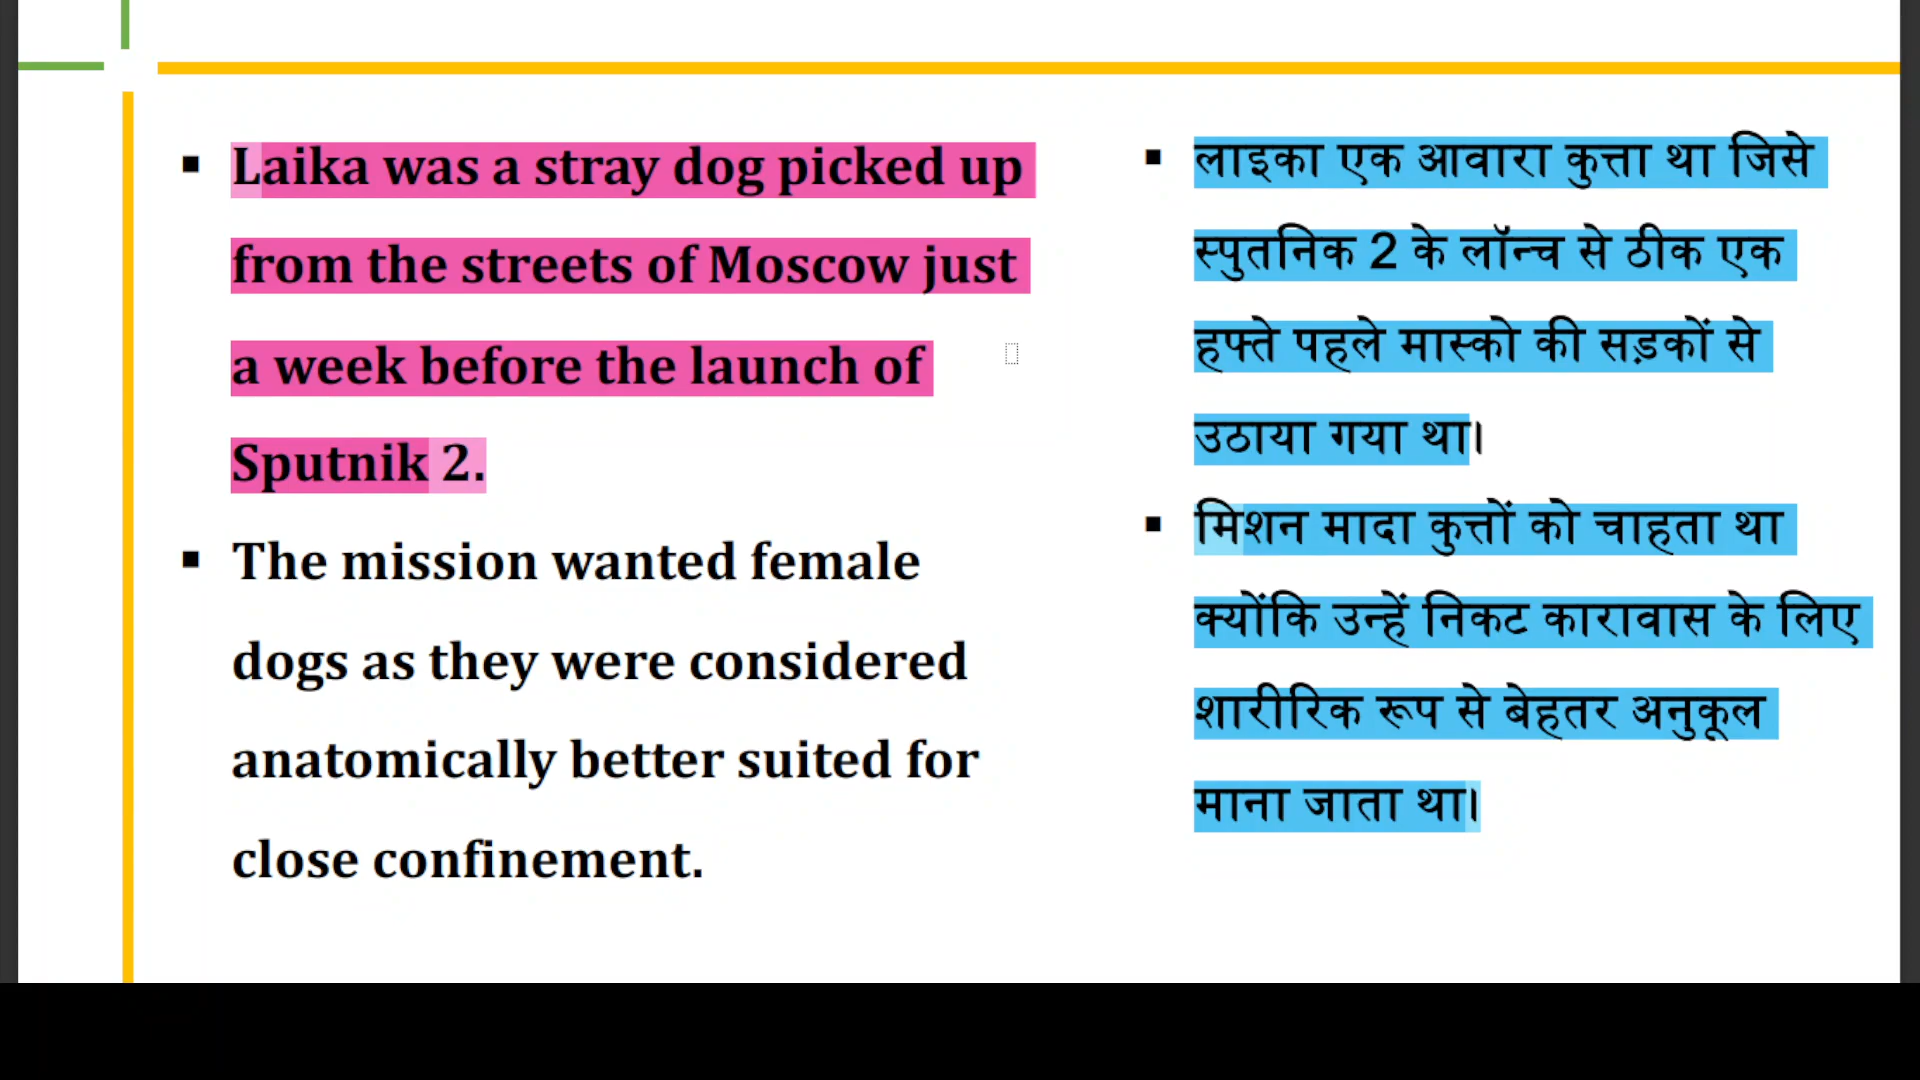 ▪ Laika was a stray dog picked up
from the streets of Moscow just
a week before the launch of
Sputnik 2.
▪ The mission wanted female
dogs as they were considered
anatomically better suited for
close confinement.
▪ लाइका एक आवारा कुत्ता था जिसे
स्पुतनिक 2 के लॉन्च से ठीक एक
हफ्ते पहले मास्को की सड़कों से
उठाया गया था।
▪ मिशन मादा कुत्तों को चाहता था
क्योंकि उन्हें निकट कारावास के लिए
शारीरिक रूप से बेहतर अनुकूल
माना जाता था।